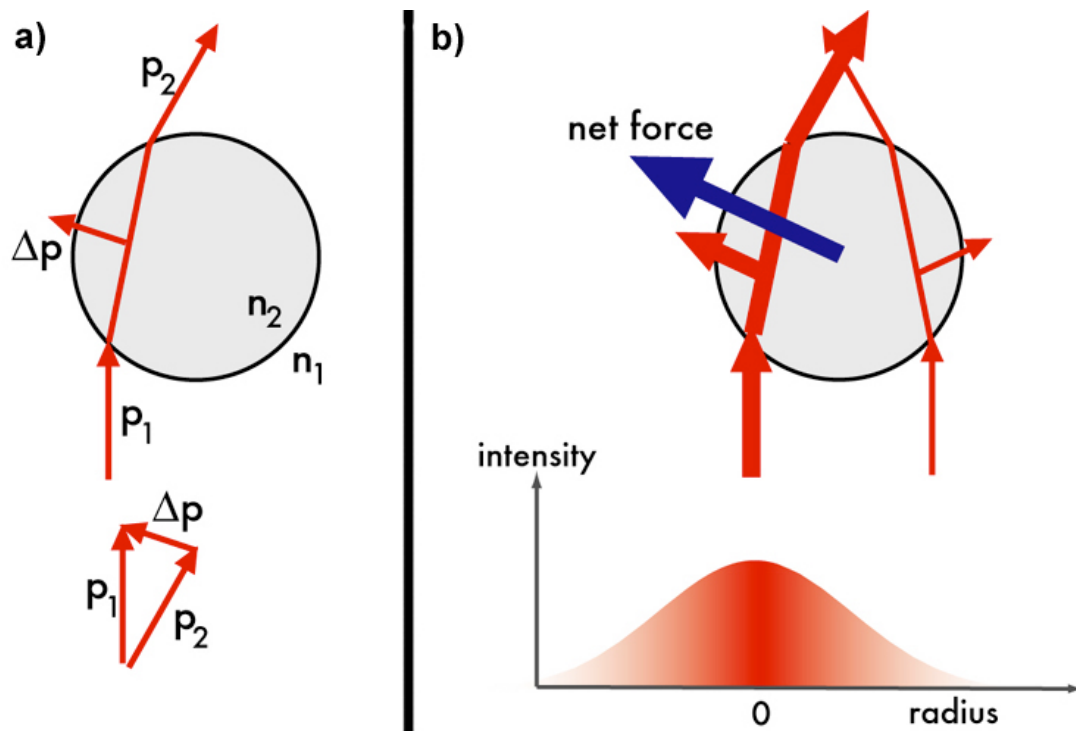 a)
p2
Δp
n2
n1
p1
Δp
p1
p2
b)
net force
intensity
0
radius